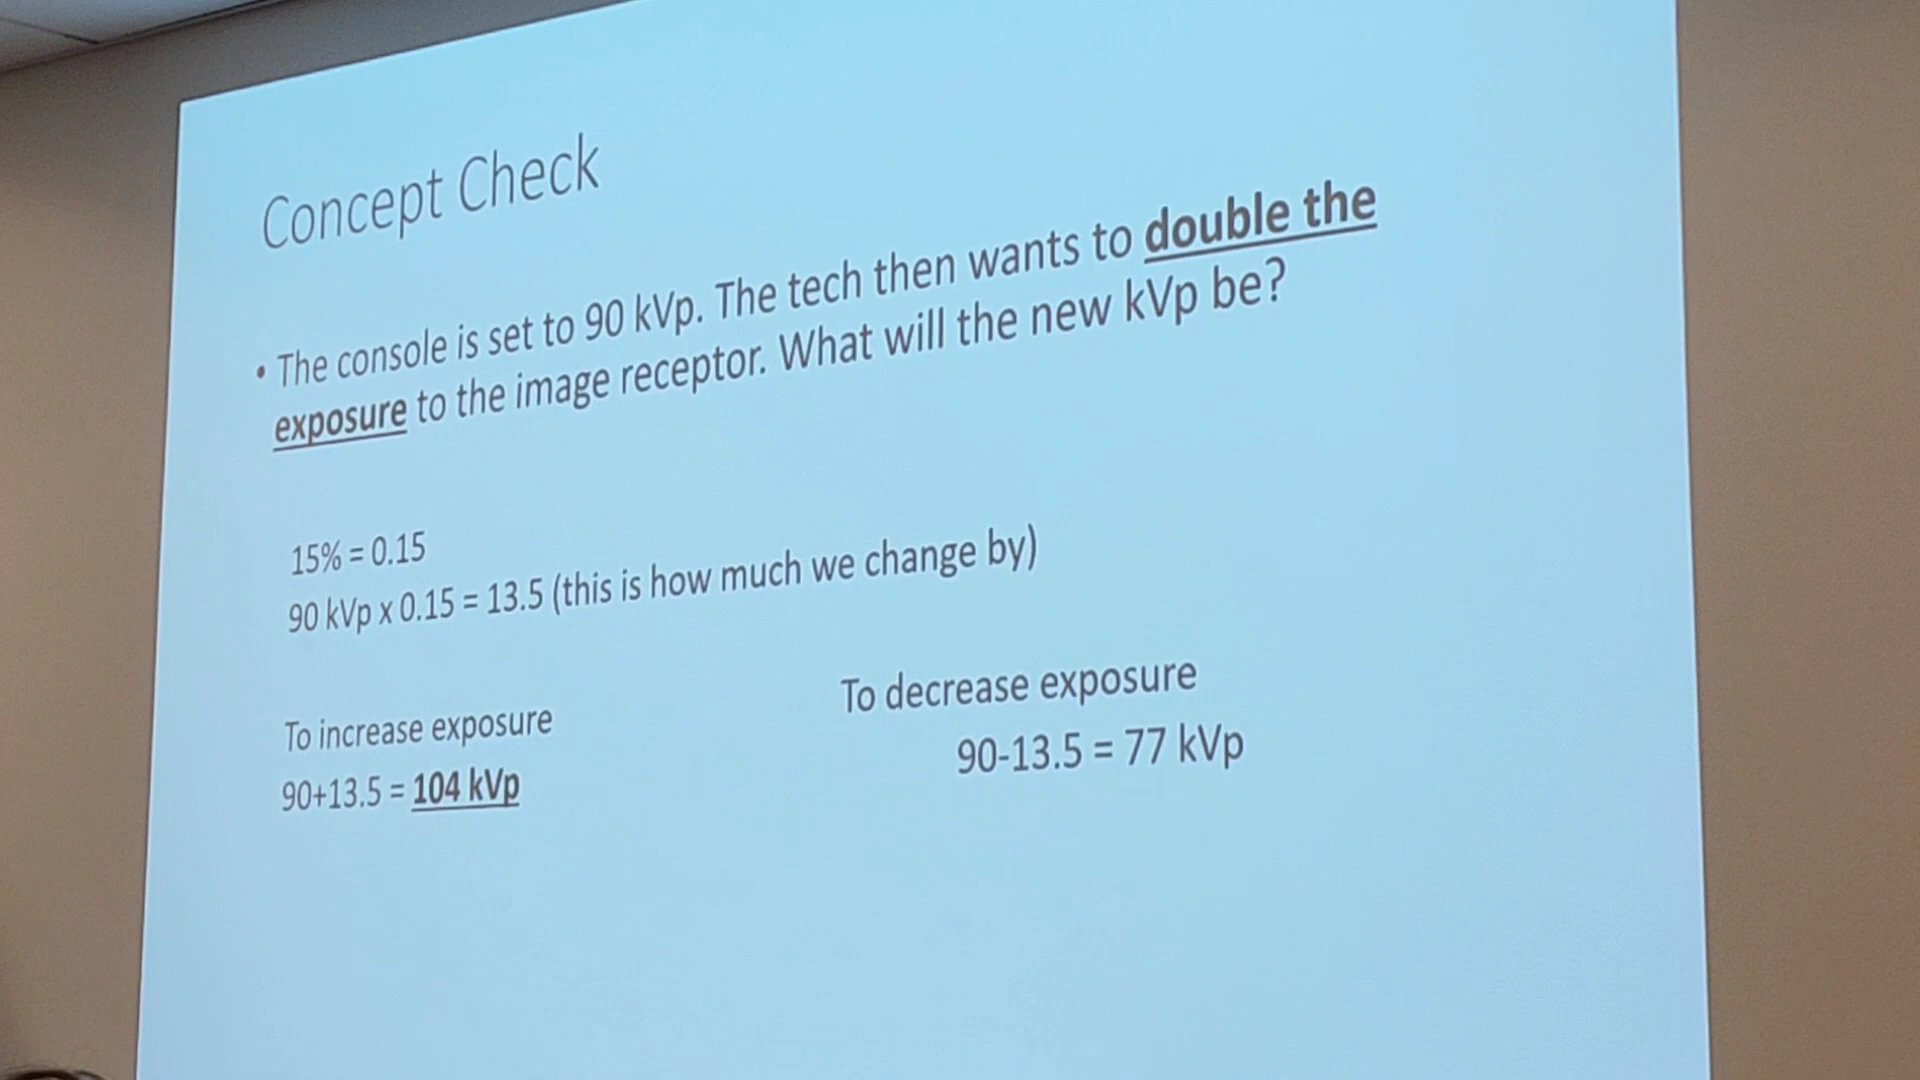 Concept Check
• The console is set to 90 kVp. The tech then wants to double the
exposure to the image receptor. What will the new kVp be?
15% = 0.15
90 kVp x 0.15 = 13.5 (this is how much we change by)
To increase exposure
90+13.5 = 104 kVp
To decrease exposure
90-13.5 = 77 kVp